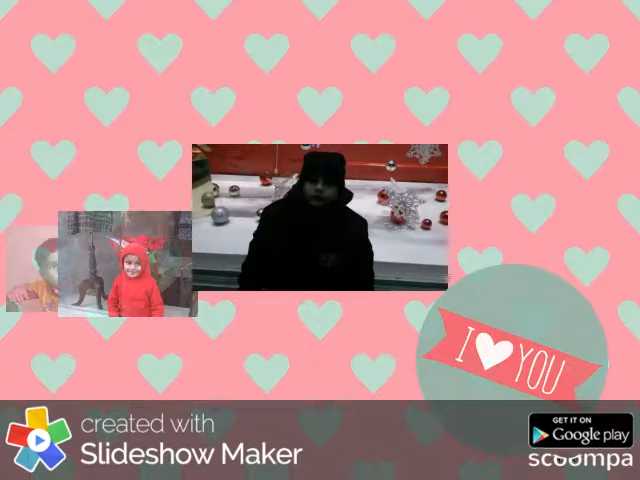 I YOU
created with
Slideshow Maker
GET IT ON
Google play
scoompa